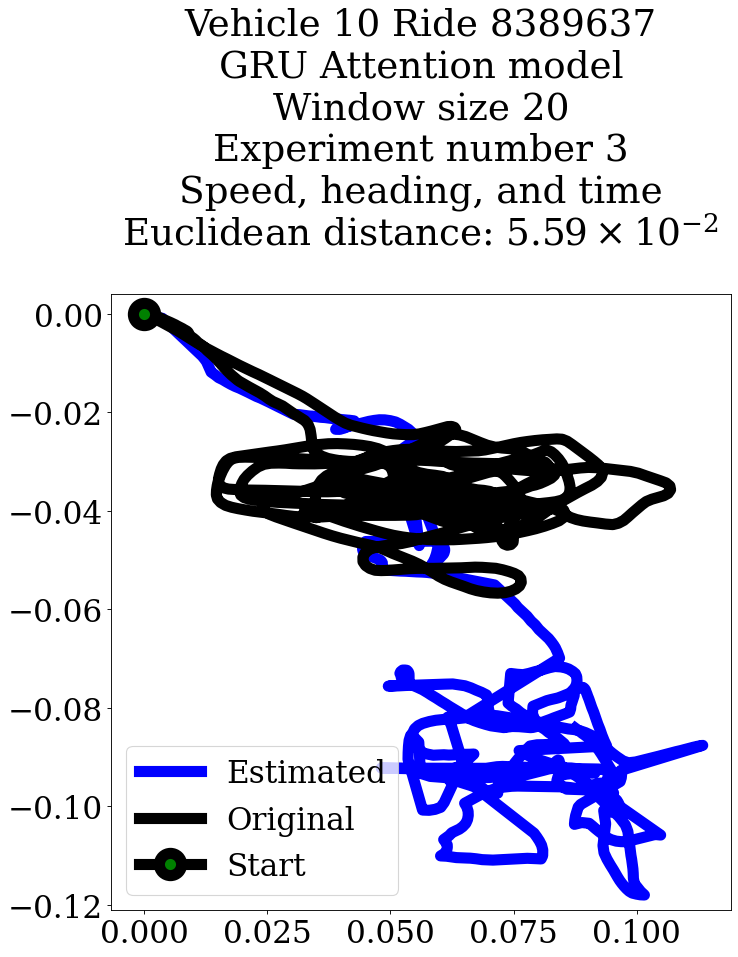 Vehicle 10 Ride 8389637
GRU Attention model
Window size 20
Experiment number 3
Speed, heading, and time
Euclidean distance: 5.59 × 10⁻²
0.00
−0.02
−0.04
−0.06
−0.08
−0.10
−0.12
Estimated
Original
Start
0.000 0.025 0.050 0.075 0.100